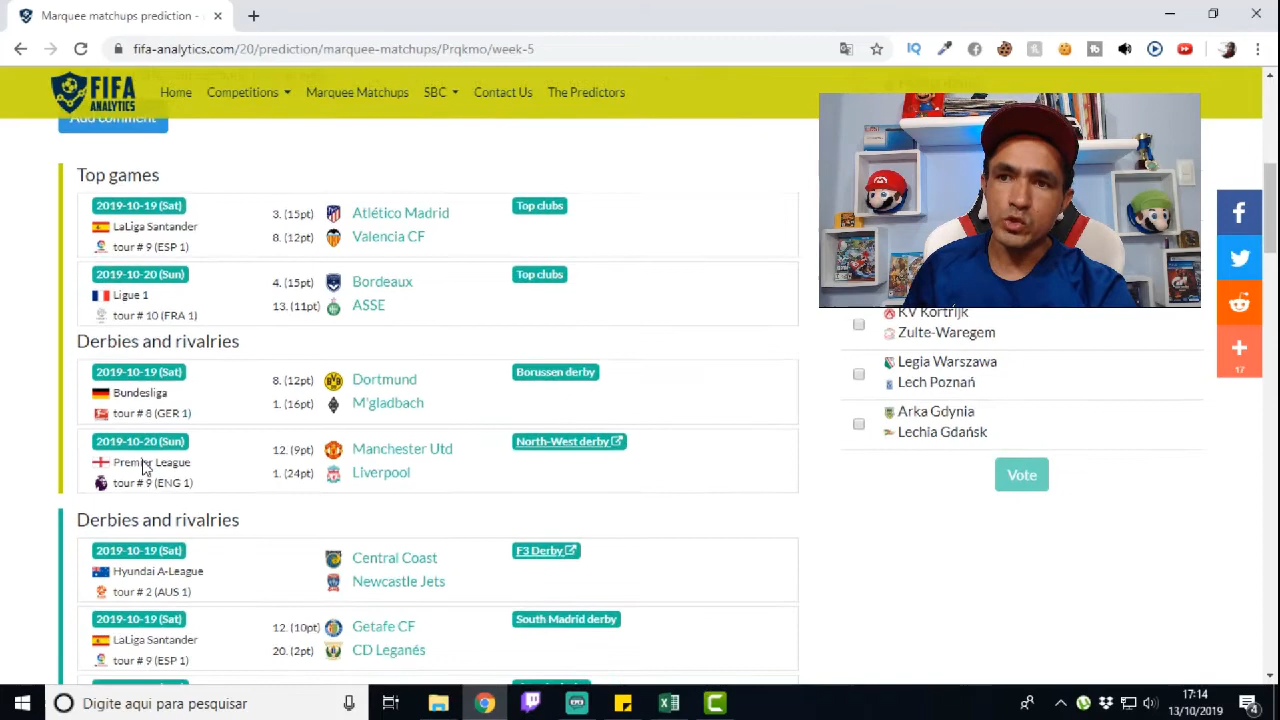 Marquee matchups prediction -
fifa-analytics.com/20/prediction/marquee-matchups/Prqkmo/week-5
FIFA
ANALYTICS
Home
Competitions
Marquee Matchups
SBC
Contact Us
The Predictors
Add comment
Top games
2019-10-19 (Sat)
LaLiga Santander
tour # 9 (ESP 1)
3. (15pt)
Atlético Madrid
8. (12pt)
Valencia CF
Top clubs
2019-10-20 (Sun)
Ligue 1
tour # 10 (FRA 1)
4. (15pt)
Bordeaux
13. (11pt)
ASSE
Top clubs
Derbies and rivalries
2019-10-19 (Sat)
Bundesliga
tour # 8 (GER 1)
8. (12pt)
Dortmund
1. (16pt)
M'gladbach
Borussen derby
2019-10-20 (Sun)
Premier League
tour # 9 (ENG 1)
12. (9pt)
Manchester Utd
1. (24pt)
Liverpool
North-West derby
Derbies and rivalries
2019-10-19 (Sat)
Hyundai A-League
tour # 2 (AUS 1)
Central Coast
Newcastle Jets
F3 Derby
2019-10-19 (Sat)
LaLiga Santander
tour # 9 (ESP 1)
12. (10pt)
Getafe CF
20. (2pt)
CD Leganés
South Madrid derby
KV Kortrijk
Zulte-Waregem
Legia Warszawa
Lech Poznań
Arka Gdynia
Lechia Gdańsk
Vote
17
Digite aqui para pesquisar
17:14
13/10/2019
4